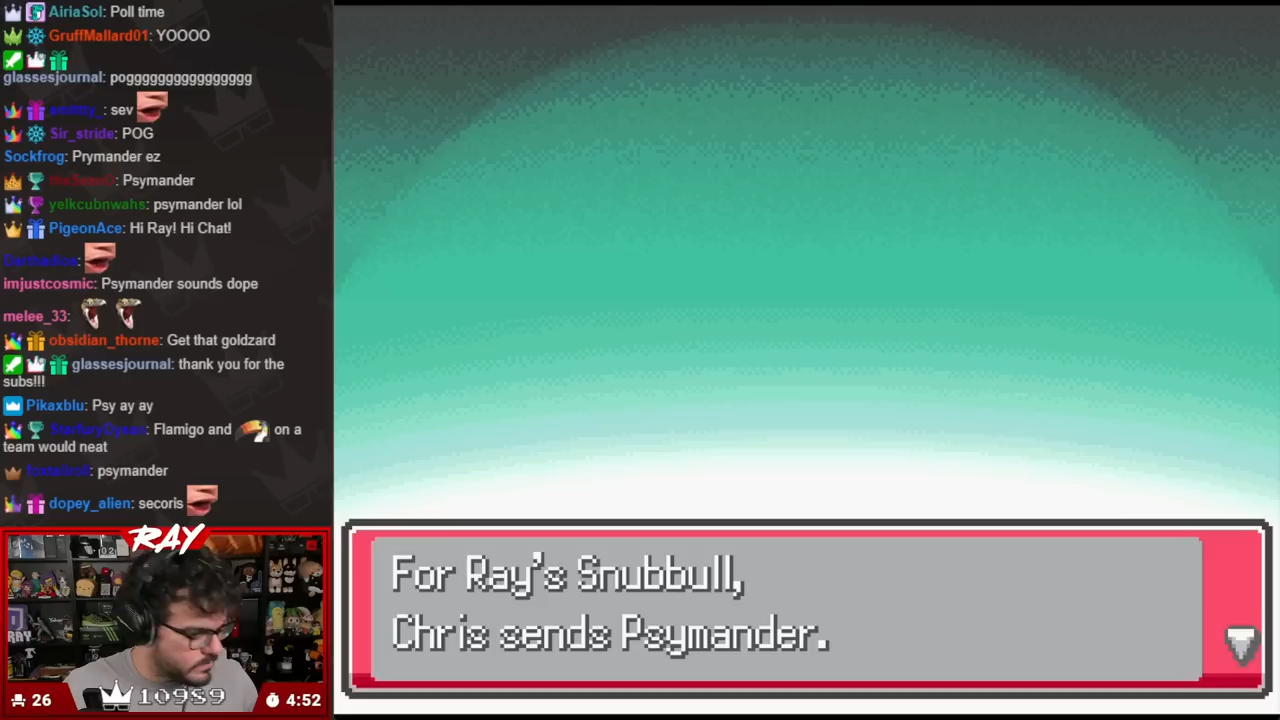 AiriaSol: Poll time
GruffMallard01: YOOOO
glassesjournal: pogggggggggggggggg
: sev
Sir_stride: POG
Sockfrog: Prymander ez
: Psymander
yelkcubnwahs: psymander lol
PigeonAce: Hi Ray! Hi Chat!
imjustcosmic: Psymander sounds dope
melee_33:
obsidian_thorne: Get that goldzard
glassesjournal: thank you for the
subs!!!
Pikaxblu: Psy ay ay
: Flamigo and on a
team would neat
: psymander
dopey_alien: secoris
RAY
26
10959
4:52
For Ray's Snubbull,
Chris sends Psymander.